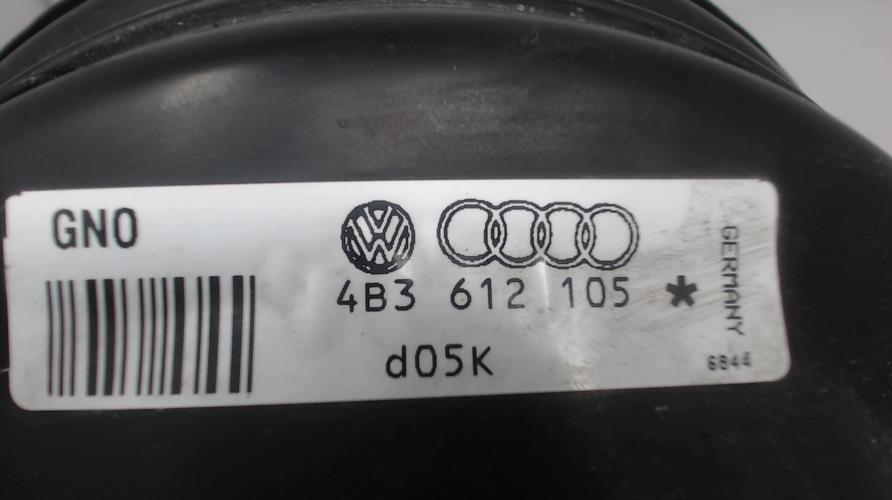 GNO
4B3 612 105 *
d05K
GERMANY
6844